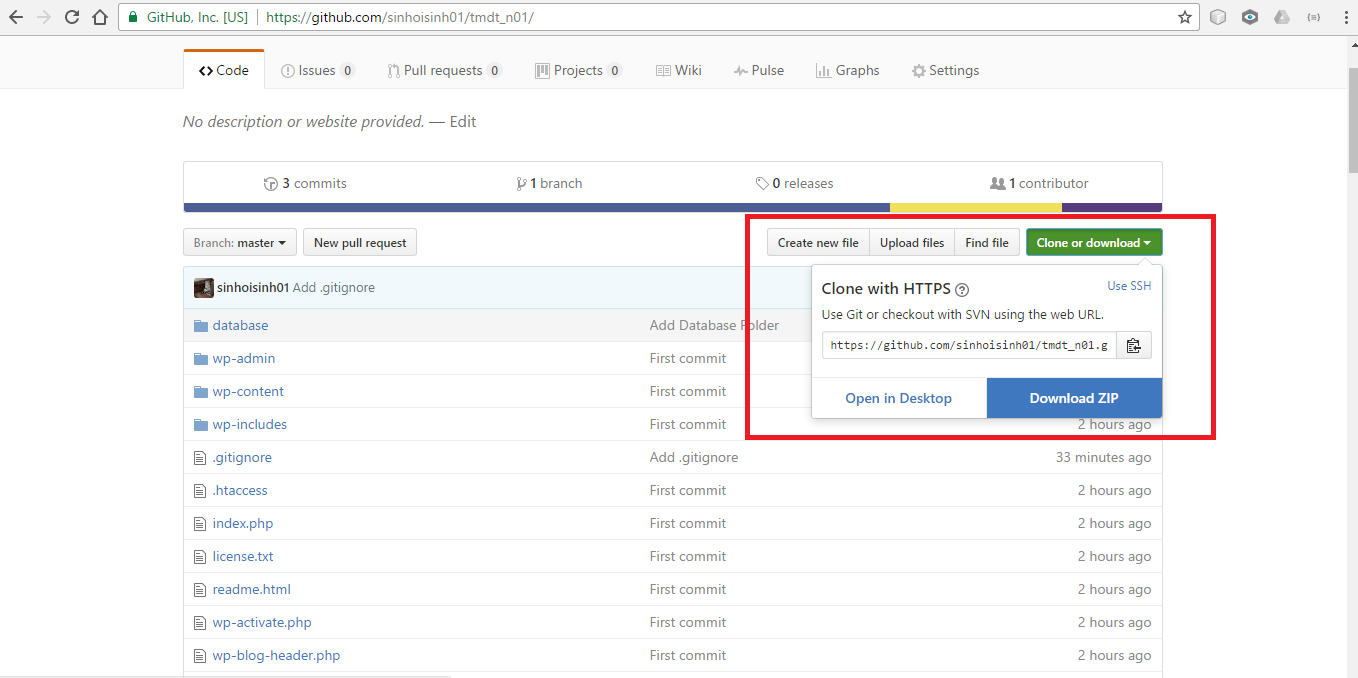 GitHub, Inc. [US] https://github.com/sinhoisinh01/tmdt_n01/
Code Issues 0 Pull requests 0 Projects 0 Wiki Pulse Graphs Settings
No description or website provided. — Edit
3 commits 1 branch 0 releases 1 contributor
Branch: master New pull request Create new file Upload files Find file Clone or download
sinhoisinh01 Add .gitignore
Clone with HTTPS ? Use SSH
Use Git or checkout with SVN using the web URL.
https://github.com/sinhoisinh01/tmdt_n01.g
Open in Desktop Download ZIP
database Add Database Folder
wp-admin First commit
wp-content First commit
wp-includes First commit 2 hours ago
.gitignore Add .gitignore 33 minutes ago
.htaccess First commit 2 hours ago
index.php First commit 2 hours ago
license.txt First commit 2 hours ago
readme.html First commit 2 hours ago
wp-activate.php First commit 2 hours ago
wp-blog-header.php First commit 2 hours ago